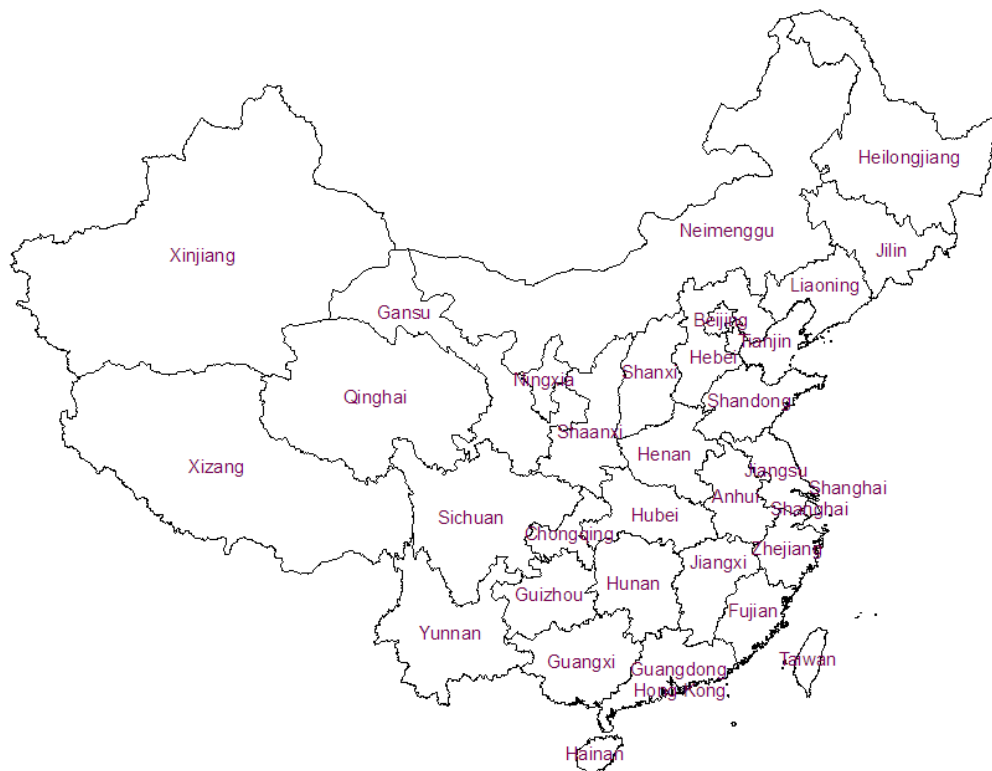 Heilongjiang
Neimenggu
Jilin
Xinjiang
Liaoning
Gansu
Beijing
Tianjin
Hebei
Shanxi
Ningxia
Qinghai
Shandong
Shaanxi
Henan
Xizang
Jiangsu
Shanghai
Anhui
Shanghai
Sichuan
Hubei
Chongqing
Zhejiang
Jiangxi
Hunan
Guizhou
Fujian
Yunnan
Guangxi
Taiwan
Guangdong
Hong Kong
Hainan